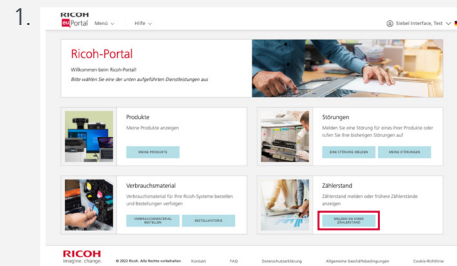 1.
RICOH
Portal Menü Hilfe Siebel Interface, Test
Ricoh-Portal
Willkommen beim Ricoh-Portal!
Bitte wählen Sie eine der unten aufgeführten Dienstleistungen aus
Produkte
Meine Produkte anzeigen
MEINE PRODUKTE
Störungen
Melden Sie eine Störung für eines Ihrer Produkte oder
rufen Sie Ihre bisherigen Störungen auf
EINE STÖRUNG MELDEN MEINE STÖRUNGEN
Verbrauchsmaterial
Verbrauchsmaterial für Ihre Ricoh-Systeme bestellen
und Bestellungen verfolgen
VERBRAUCHSMATERIAL
BESTELLEN
BESTELLHISTORIE
Zählerstand
Zählerstand melden oder frühere Zählerstände
anzeigen
MELDEN SIE IHREN
ZÄHLERSTAND
RICOH
imagine. change.
© 2022 Ricoh. Alle Rechte vorbehalten Kontakt FAQ Datenschutzerklärung Allgemeine Geschäftsbedingungen Cookie-Richtlinie